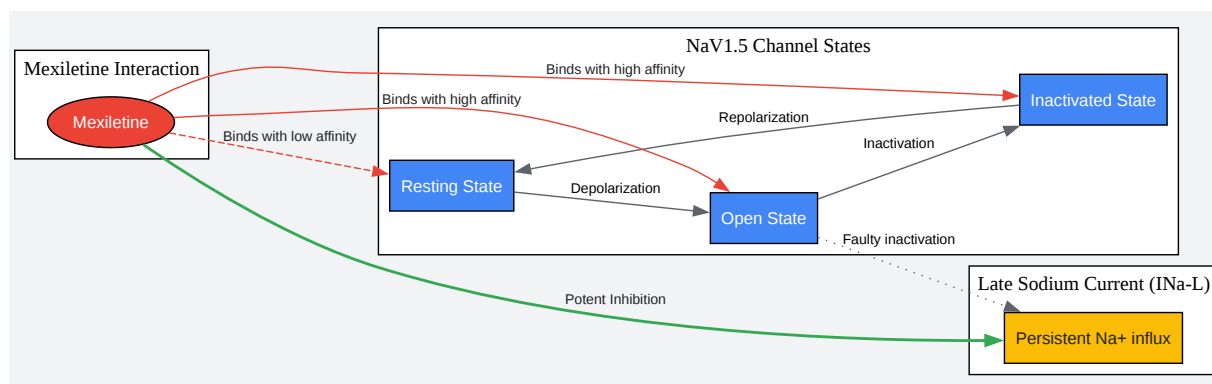 NaV1.5 Channel States
Mexiletine Interaction
Binds with high affinity
Inactivated State
Binds with high affinity
Mexiletine
Repolarization
Binds with low affinity
Inactivation
Resting State
Depolarization
Open State
Faulty inactivation
Late Sodium Current (INa-L)
Potent Inhibition
Persistent Na+ influx